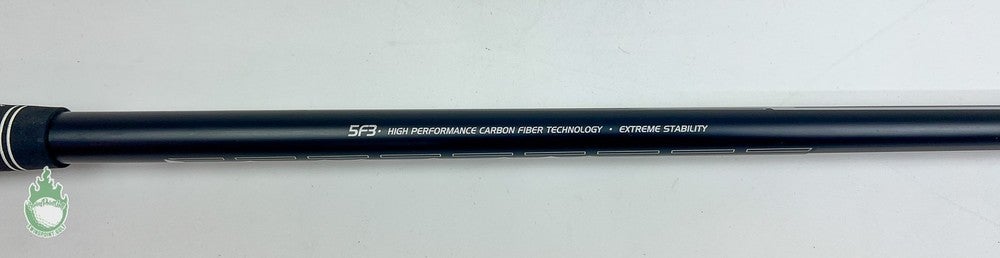 5F3 • HIGH PERFORMANCE CARBON FIBER TECHNOLOGY • EXTREME STABILITY